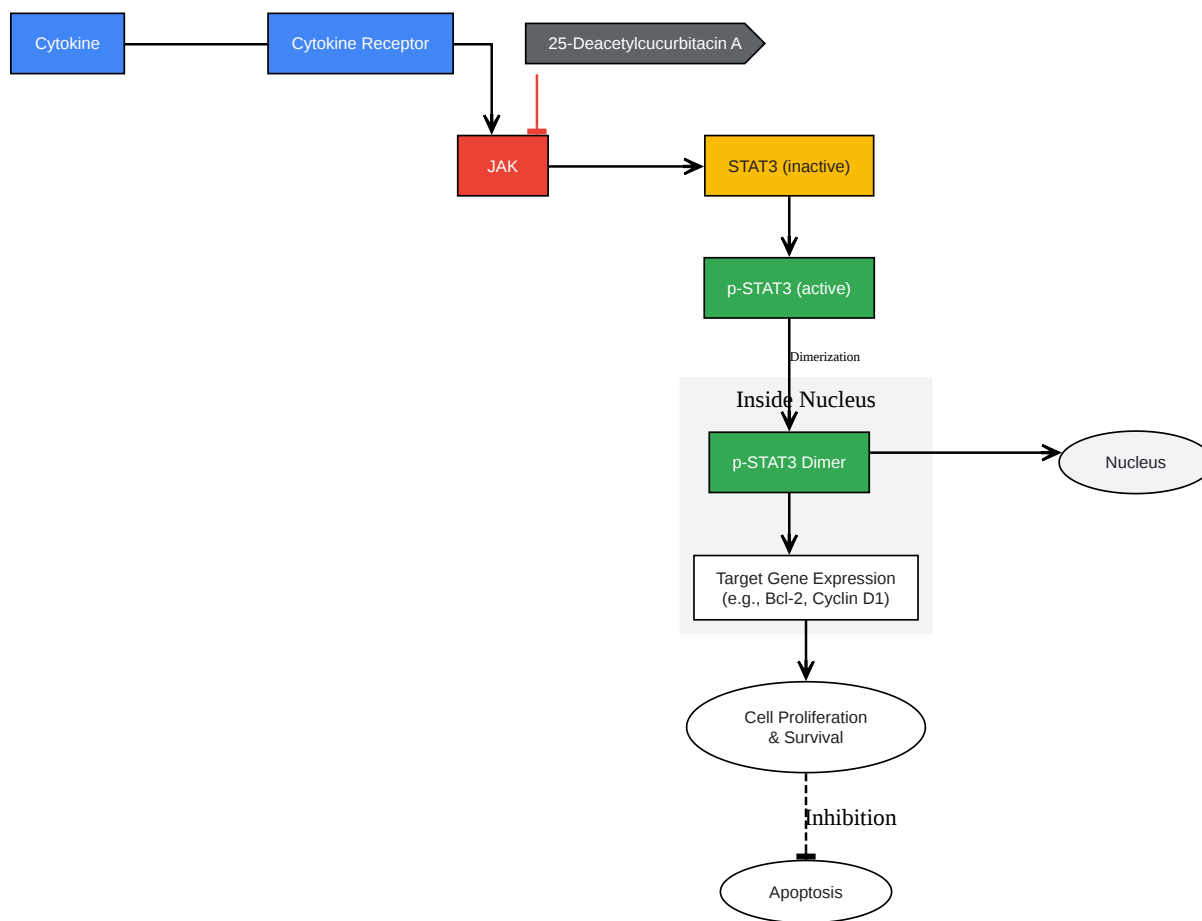 Cytokine
Cytokine Receptor
25-Deacetylcucurbitacin A
JAK
STAT3 (inactive)
p-STAT3 (active)
Dimerization
Inside Nucleus
p-STAT3 Dimer
Nucleus
Target Gene Expression
(e.g., Bcl-2, Cyclin D1)
Cell Proliferation
& Survival
Inhibition
Apoptosis